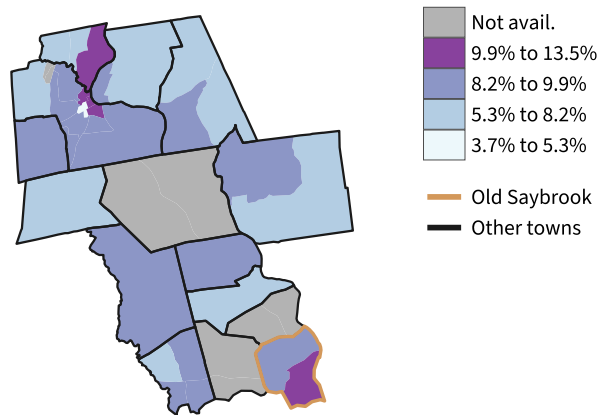 Not avail.
9.9% to 13.5%
8.2% to 9.9%
5.3% to 8.2%
3.7% to 5.3%
Old Saybrook
Other towns